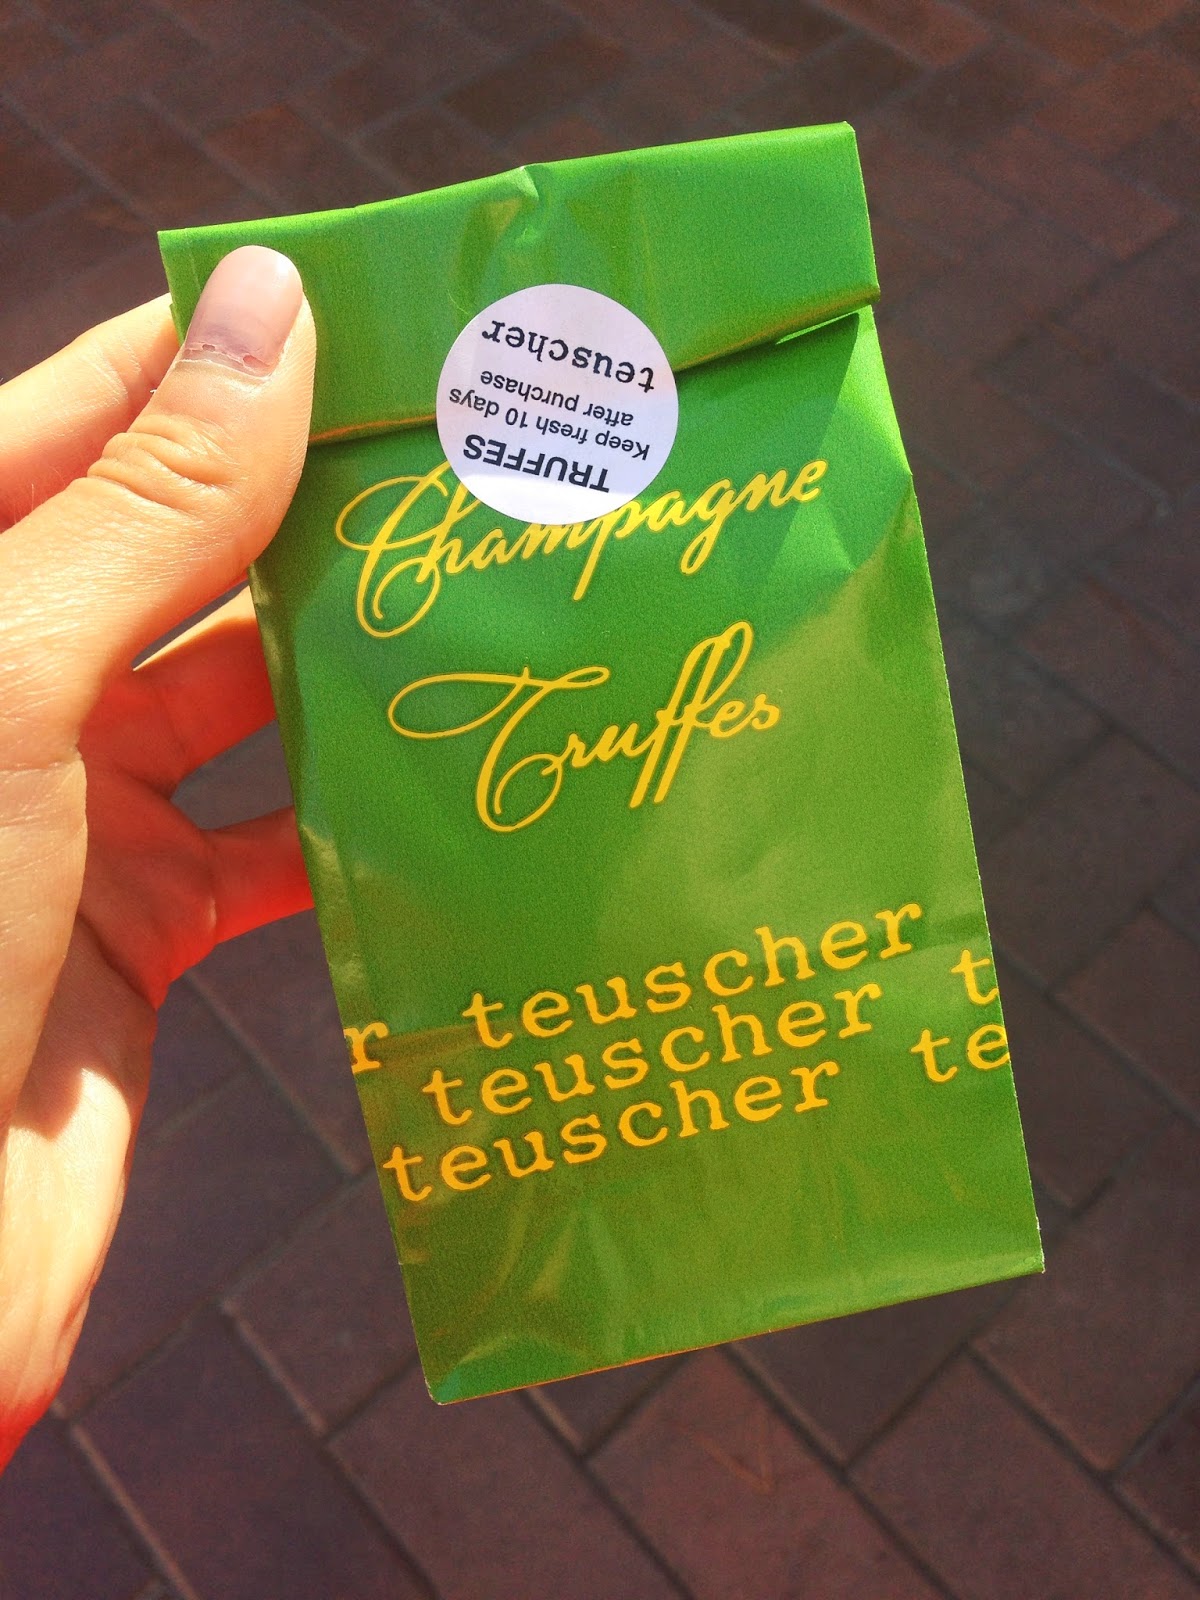 TRUFFES
Keep fresh 10 days
after purchase
teuscher
Champagne
Truffes
r teuscher t
teuscher te
teuscher